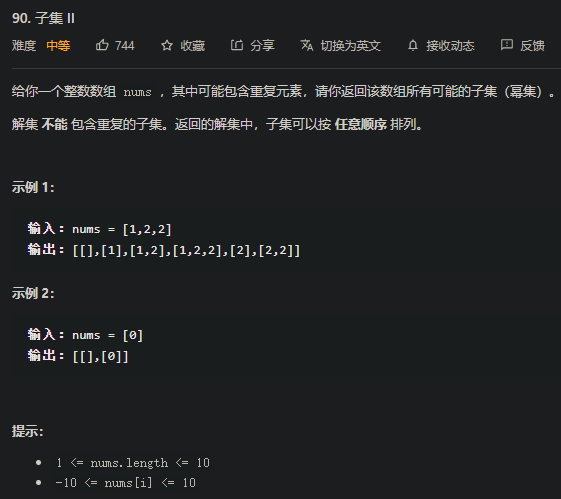 90. 子集 II
难度 中等 744 收藏 分享 切换为英文 接收动态 反馈
给你一个整数数组 nums ，其中可能包含重复元素，请你返回该数组所有可能的子集（幂集）。
解集 不能 包含重复的子集。返回的解集中，子集可以按 任意顺序 排列。
示例 1：
输入：nums = [1,2,2]
输出：[[],[1],[1,2],[1,2,2],[2],[2,2]]
示例 2：
输入：nums = [0]
输出：[[],[0]]
提示：
1 <= nums.length <= 10
-10 <= nums[i] <= 10